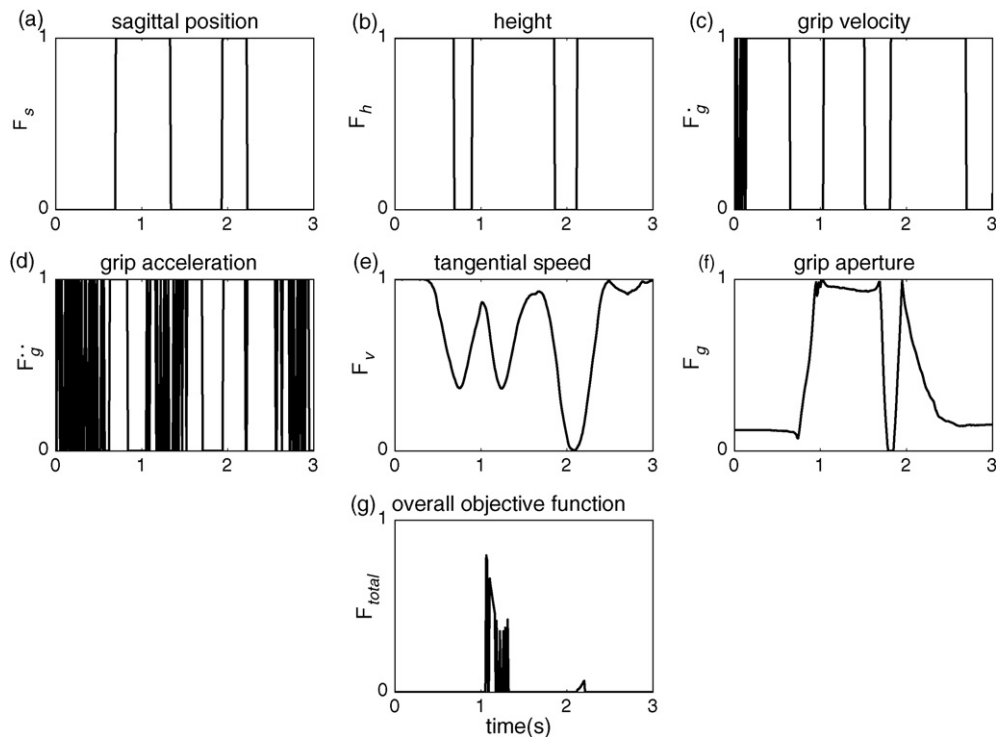 (a) sagittal position
1
F_s
0
0 1 2 3
(b) height
1
F_h
0
0 1 2 3
(c) grip velocity
1
F_ġ
0
0 1 2 3
(d) grip acceleration
1
F_g̈
0
0 1 2 3
(e) tangential speed
1
F_v
0
0 1 2 3
(f) grip aperture
1
F_g
0
0 1 2 3
(g) overall objective function
1
F_total
0
0 1 2 3
time(s)